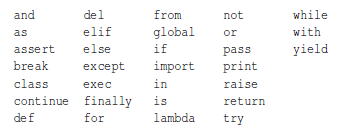 and del from not while
as elif global or with
assert else if pass yield
break except import print
class exec in raise
continue finally is return
def for lambda try